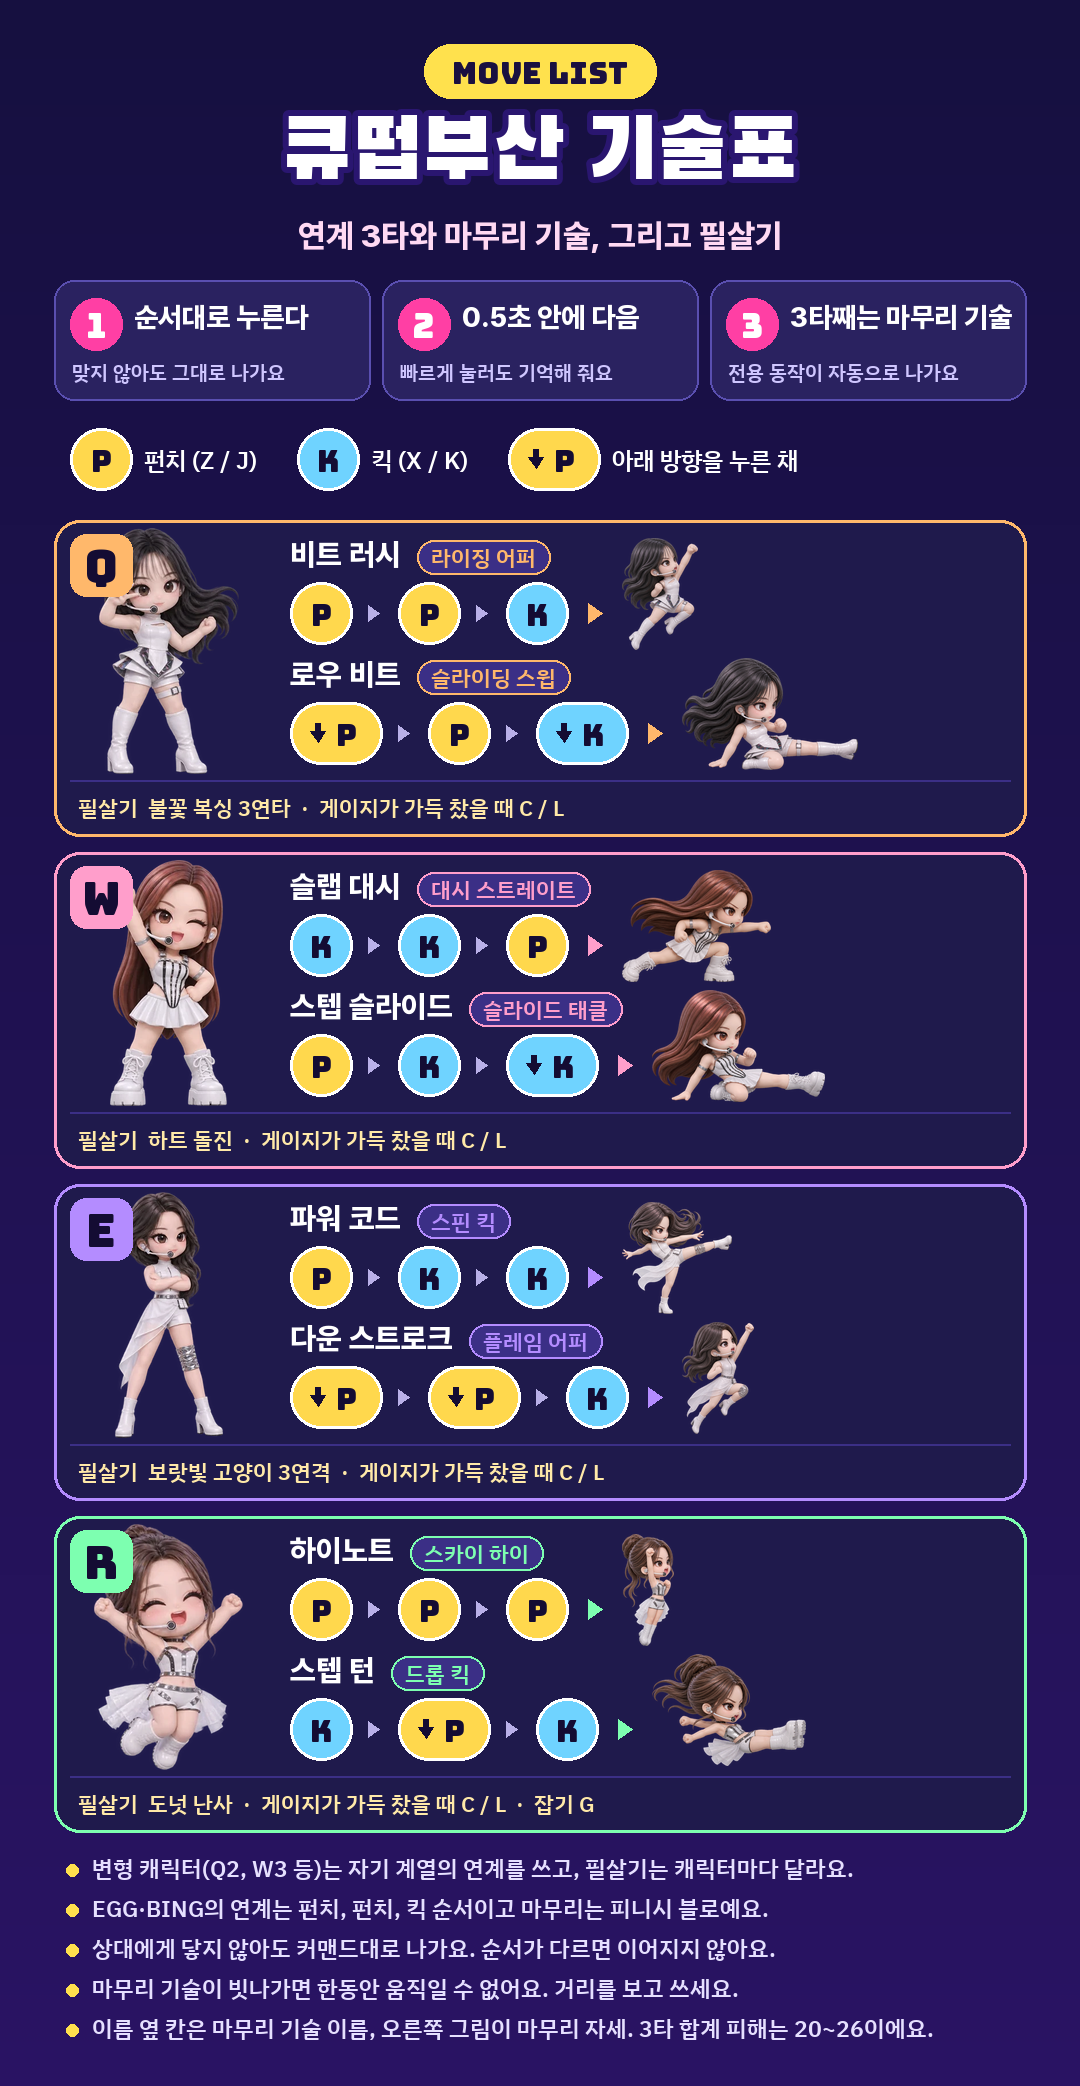 MOVE LIST
큐떱부산 기술표
연계 3타와 마무리 기술, 그리고 필살기
1 순서대로 누른다
맞지 않아도 그대로 나가요
2 0.5초 안에 다음
빠르게 눌러도 기억해 줘요
3 3타째는 마무리 기술
전용 동작이 자동으로 나가요
P 펀치 (Z / J) K 킥 (X / K) ⬇ P 아래 방향을 누른 채
Q
비트 러시 라이징 어퍼
P ▶ P ▶ K ▶
로우 비트 슬라이딩 스윕
⬇ P ▶ P ▶ ⬇ K ▶
필살기 불꽃 복싱 3연타 · 게이지가 가득 찼을 때 C / L
W
슬랩 대시 대시 스트레이트
K ▶ K ▶ P ▶
스텝 슬라이드 슬라이드 태클
P ▶ K ▶ ⬇ K ▶
필살기 하트 돌진 · 게이지가 가득 찼을 때 C / L
E
파워 코드 스핀 킥
P ▶ K ▶ K ▶
다운 스트로크 플레임 어퍼
⬇ P ▶ ⬇ P ▶ K ▶
필살기 보랏빛 고양이 3연격 · 게이지가 가득 찼을 때 C / L
R
하이노트 스카이 하이
P ▶ P ▶ P ▶
스텝 턴 드롭 킥
K ▶ ⬇ P ▶ K ▶
필살기 도넛 난사 · 게이지가 가득 찼을 때 C / L · 잡기 G
변형 캐릭터(Q2, W3 등)는 자기 계열의 연계를 쓰고, 필살기는 캐릭터마다 달라요.
EGG·BING의 연계는 펀치, 펀치, 킥 순서이고 마무리는 피니시 블로예요.
상대에게 닿지 않아도 커맨드대로 나가요. 순서가 다르면 이어지지 않아요.
마무리 기술이 빗나가면 한동안 움직일 수 없어요. 거리를 보고 쓰세요.
이름 옆 칸은 마무리 기술 이름, 오른쪽 그림이 마무리 자세. 3타 합계 피해는 20~26이에요.